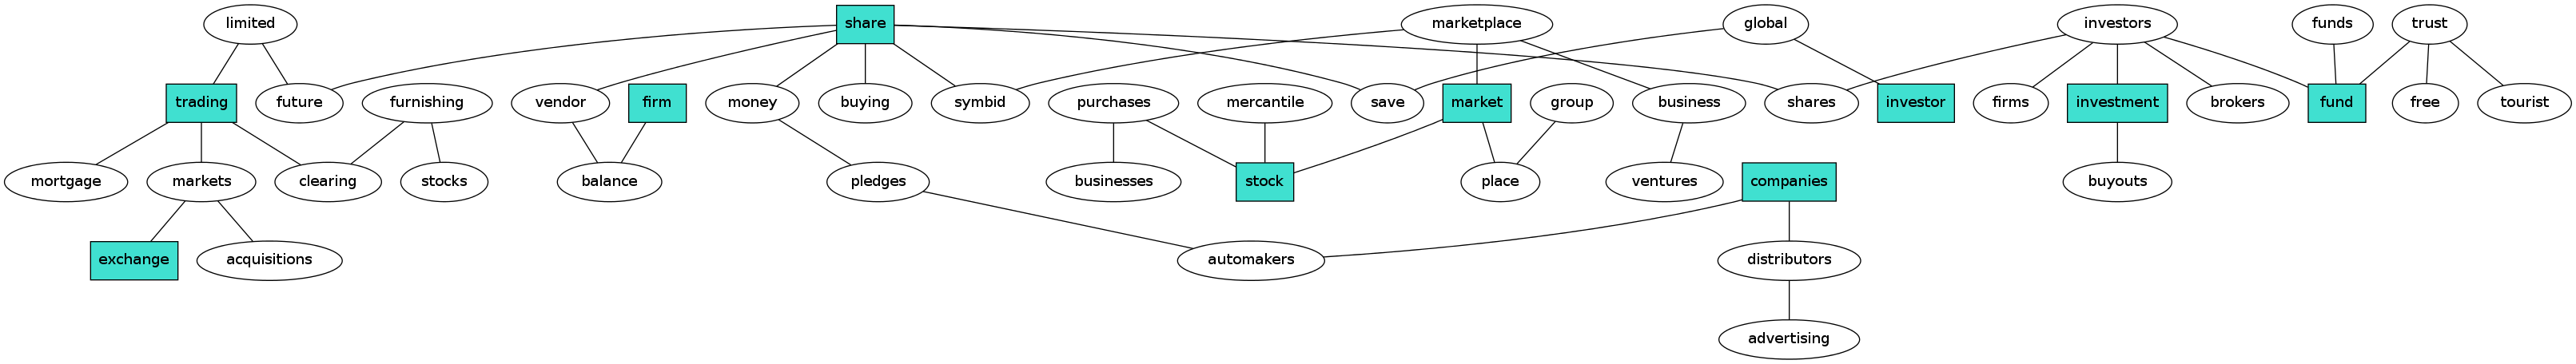 limited
share
marketplace
global
investors
funds
trust
trading
future
furnishing
vendor
firm
money
buying
symbid
purchases
mercantile
save
market
group
business
shares
investor
firms
investment
brokers
fund
free
tourist
mortgage
markets
clearing
stocks
balance
pledges
businesses
stock
place
ventures
companies
buyouts
exchange
acquisitions
automakers
distributors
advertising